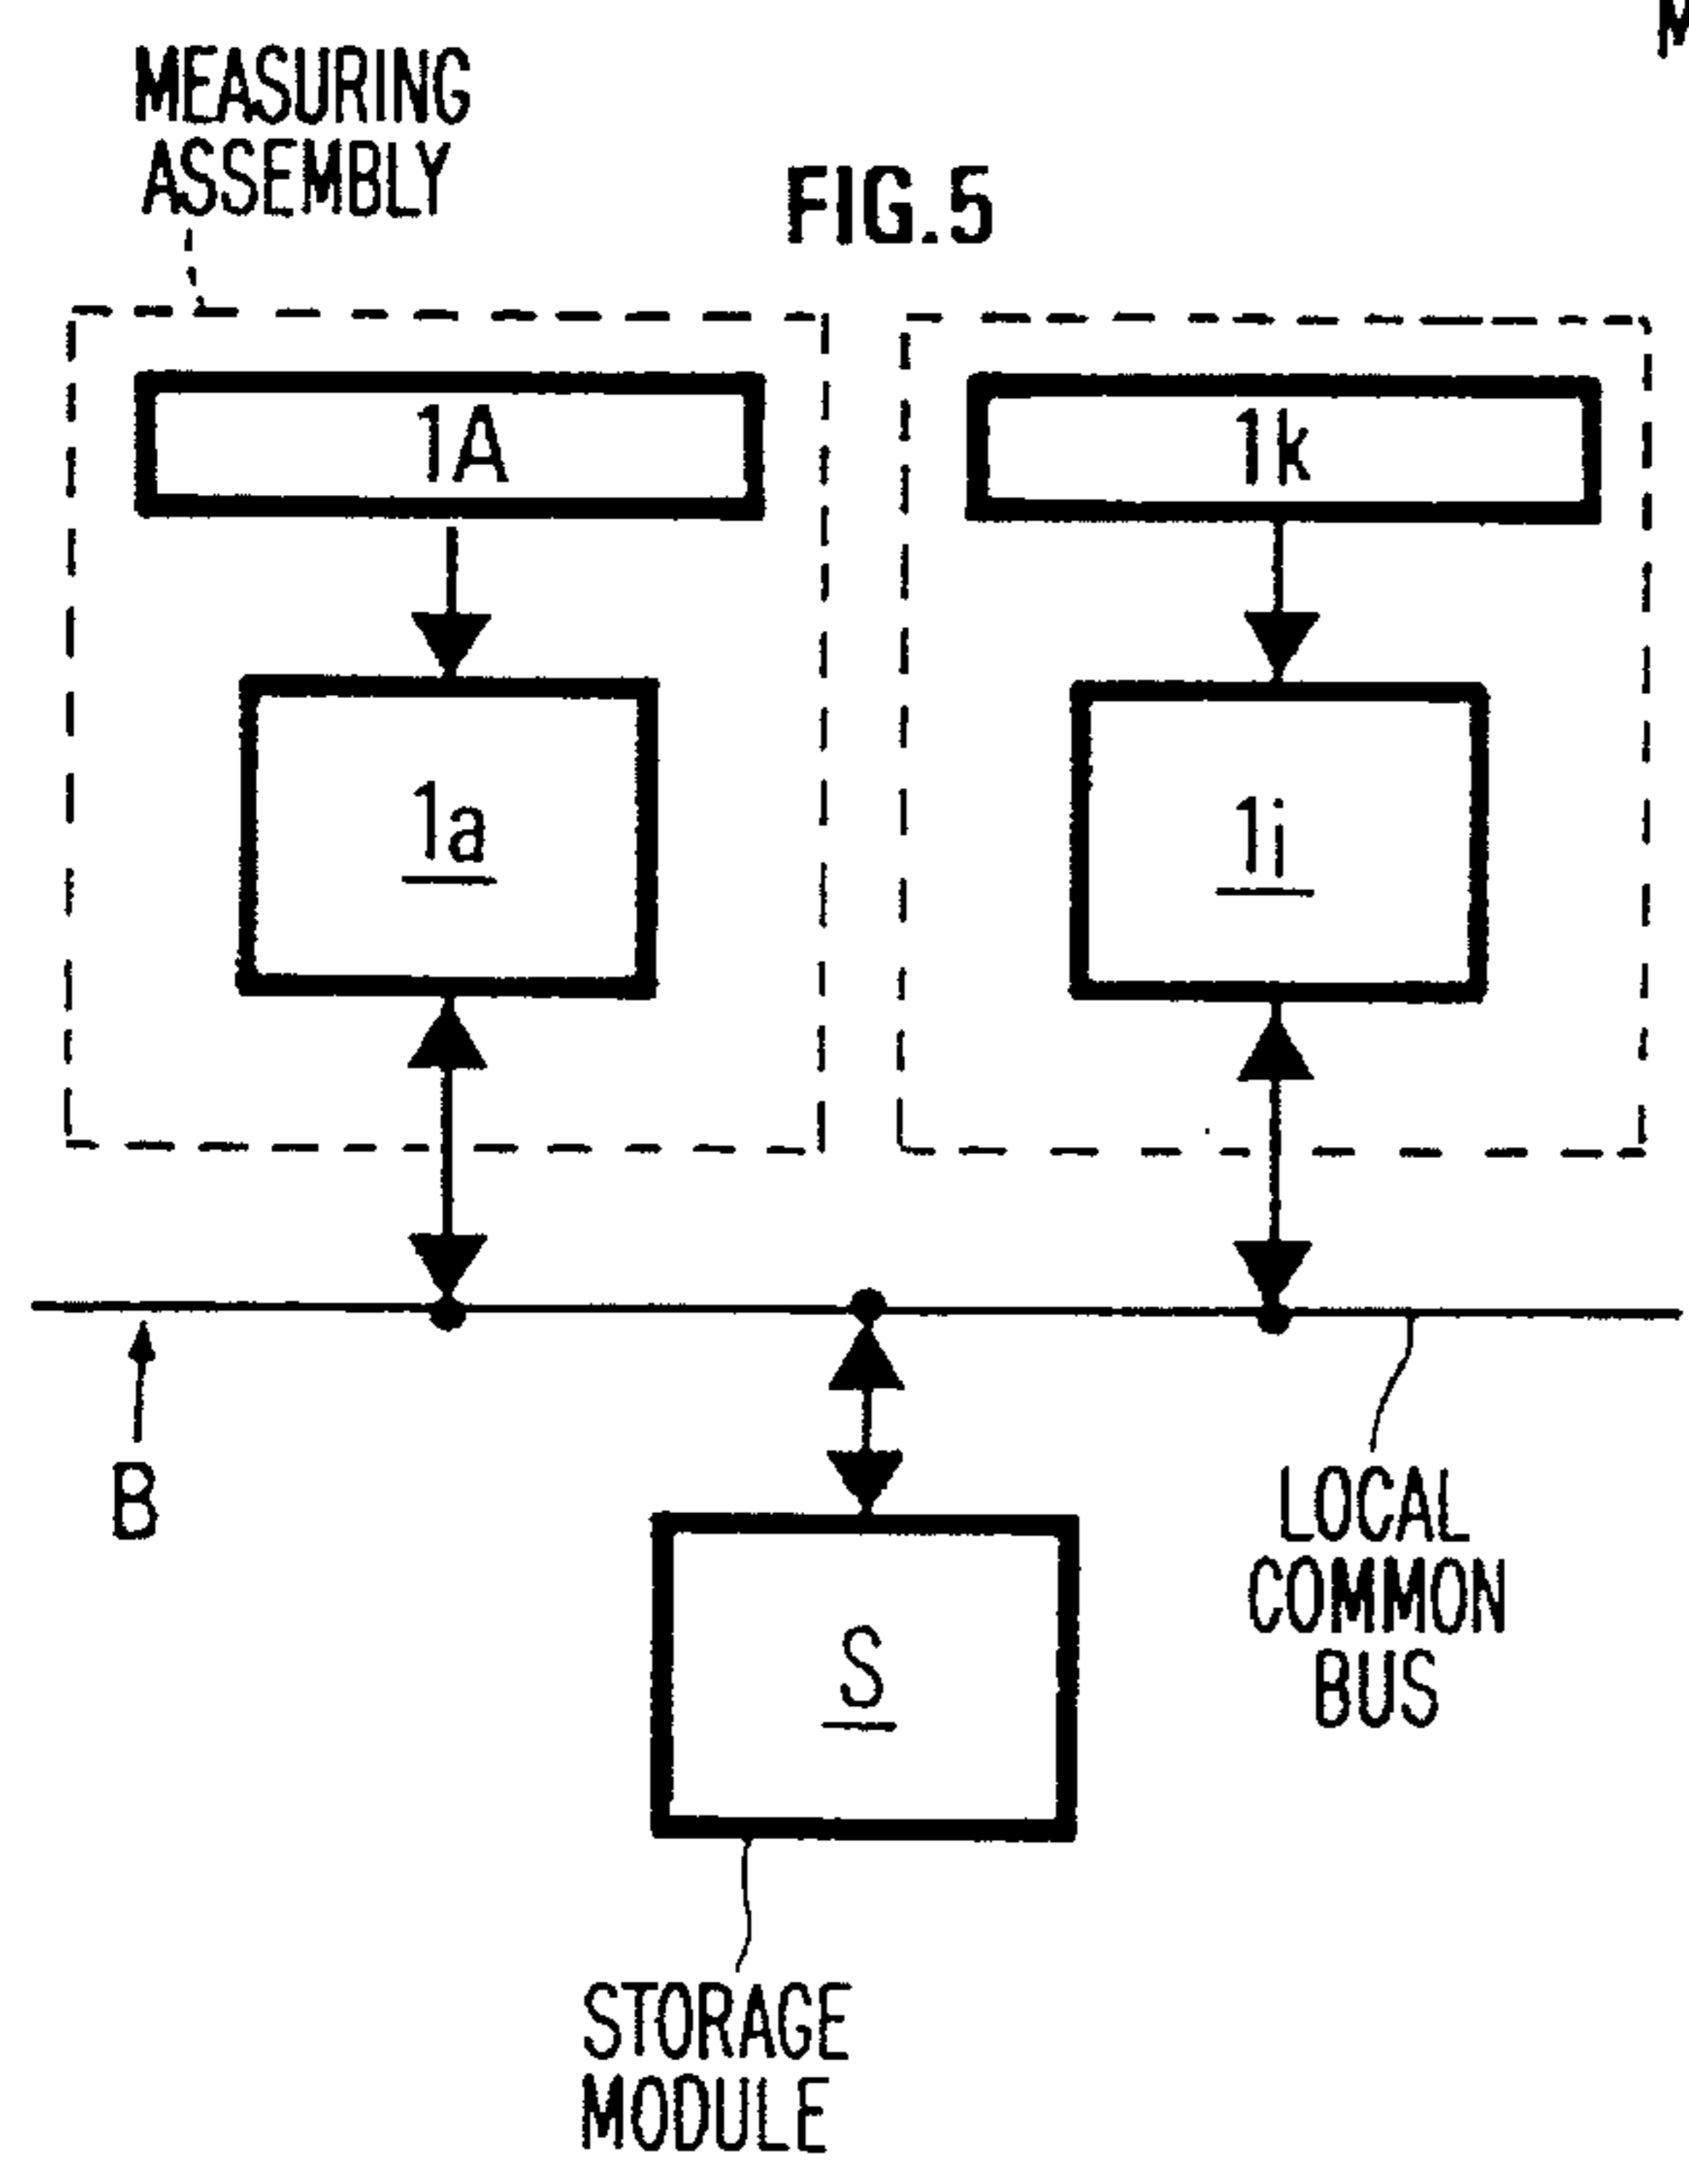 MEASURING
ASSEMBLY
FIG.5
1A
1k
1a
1i
B
LOCAL
COMMON
BUS
S
STORAGE
MODULE